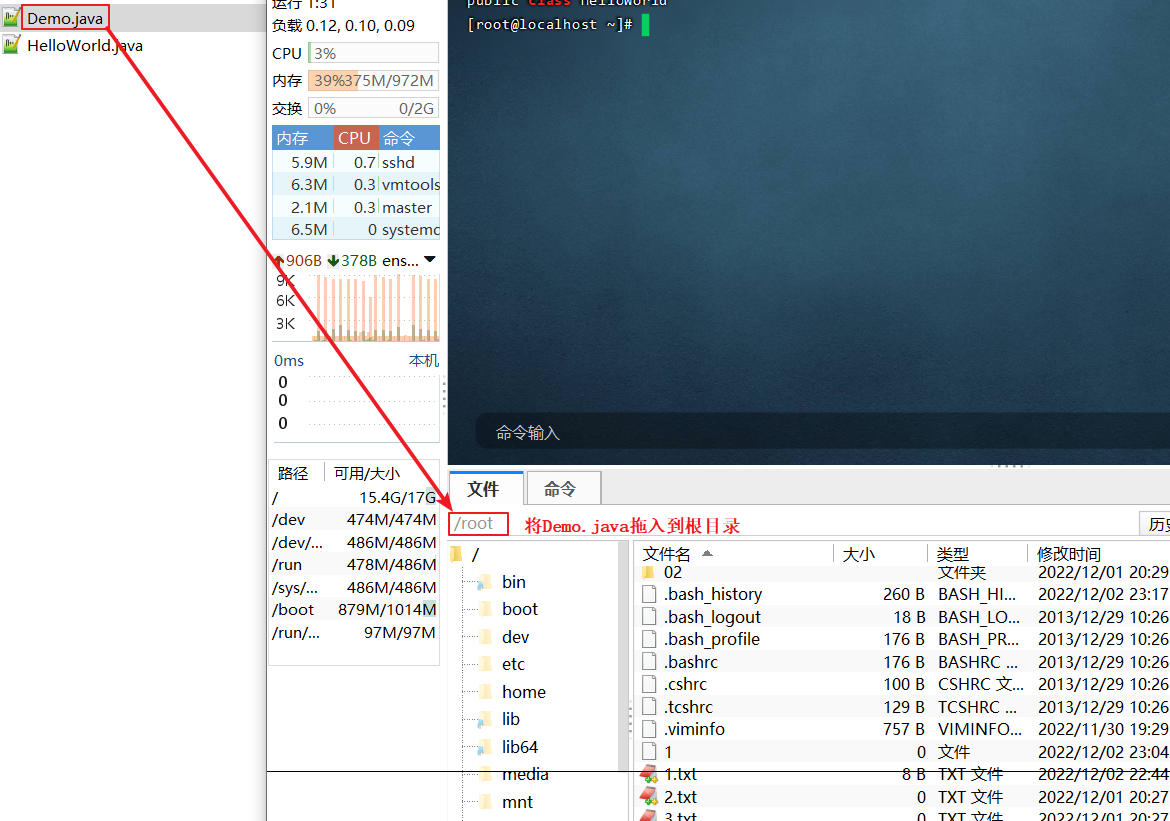 Demo.java
HelloWorld.java
运行 1:31
负载 0.12, 0.10, 0.09
CPU 3%
内存 39%375M/972M
交换 0% 0/2G
内存 CPU 命令
5.9M 0.7 sshd
6.3M 0.3 vmtools
2.1M 0.3 master
6.5M 0 systemd
906B 378B ens...
9K
6K
3K
0ms 本机
0
0
0
路径 可用/大小
/ 15.4G/17G
/dev 474M/474M
/dev/... 486M/486M
/run 478M/486M
/sys/... 486M/486M
/boot 879M/1014M
/run/... 97M/97M
public class HelloWorld
[root@localhost ~]#
命令输入
文件 命令
/root 将Demo.java拖入到根目录 历史
/
bin
boot
dev
etc
home
lib
lib64
media
mnt
文件名 大小 类型 修改时间
02 文件夹 2022/12/01 20:29
.bash_history 260 B BASH_HI... 2022/12/02 23:17
.bash_logout 18 B BASH_LO... 2013/12/29 10:26
.bash_profile 176 B BASH_PR... 2013/12/29 10:26
.bashrc 176 B BASHRC ... 2013/12/29 10:26
.cshrc 100 B CSHRC 文... 2013/12/29 10:26
.tcshrc 129 B TCSHRC ... 2013/12/29 10:26
.viminfo 757 B VIMINFO... 2022/11/30 19:29
1 0 文件 2022/12/02 23:04
1.txt 8 B TXT 文件 2022/12/02 22:44
2.txt 0 TXT 文件 2022/12/01 20:27
3.txt 0 TXT 文件 2022/12/01 20:27